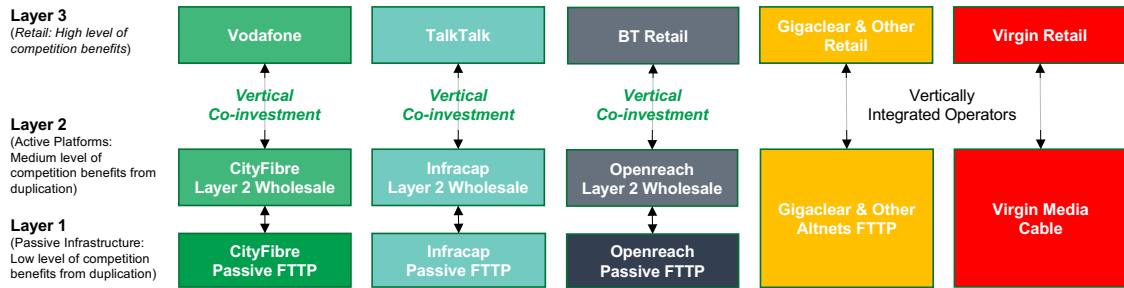 Layer 3
(Retail: High level of
competition benefits)
Vodafone
TalkTalk
BT Retail
Gigaclear & Other
Retail
Virgin Retail
Vertical
Co-investment
Vertical
Co-investment
Vertical
Co-investment
Vertically
Integrated Operators
Layer 2
(Active Platforms:
Medium level of
competition benefits from
duplication)
CityFibre
Layer 2 Wholesale
Infracap
Layer 2 Wholesale
Openreach
Layer 2 Wholesale
Gigaclear & Other
Altnets FTTP
Virgin Media
Cable
Layer 1
(Passive Infrastructure:
Low level of competition
benefits from duplication)
CityFibre
Passive FTTP
Infracap
Passive FTTP
Openreach
Passive FTTP